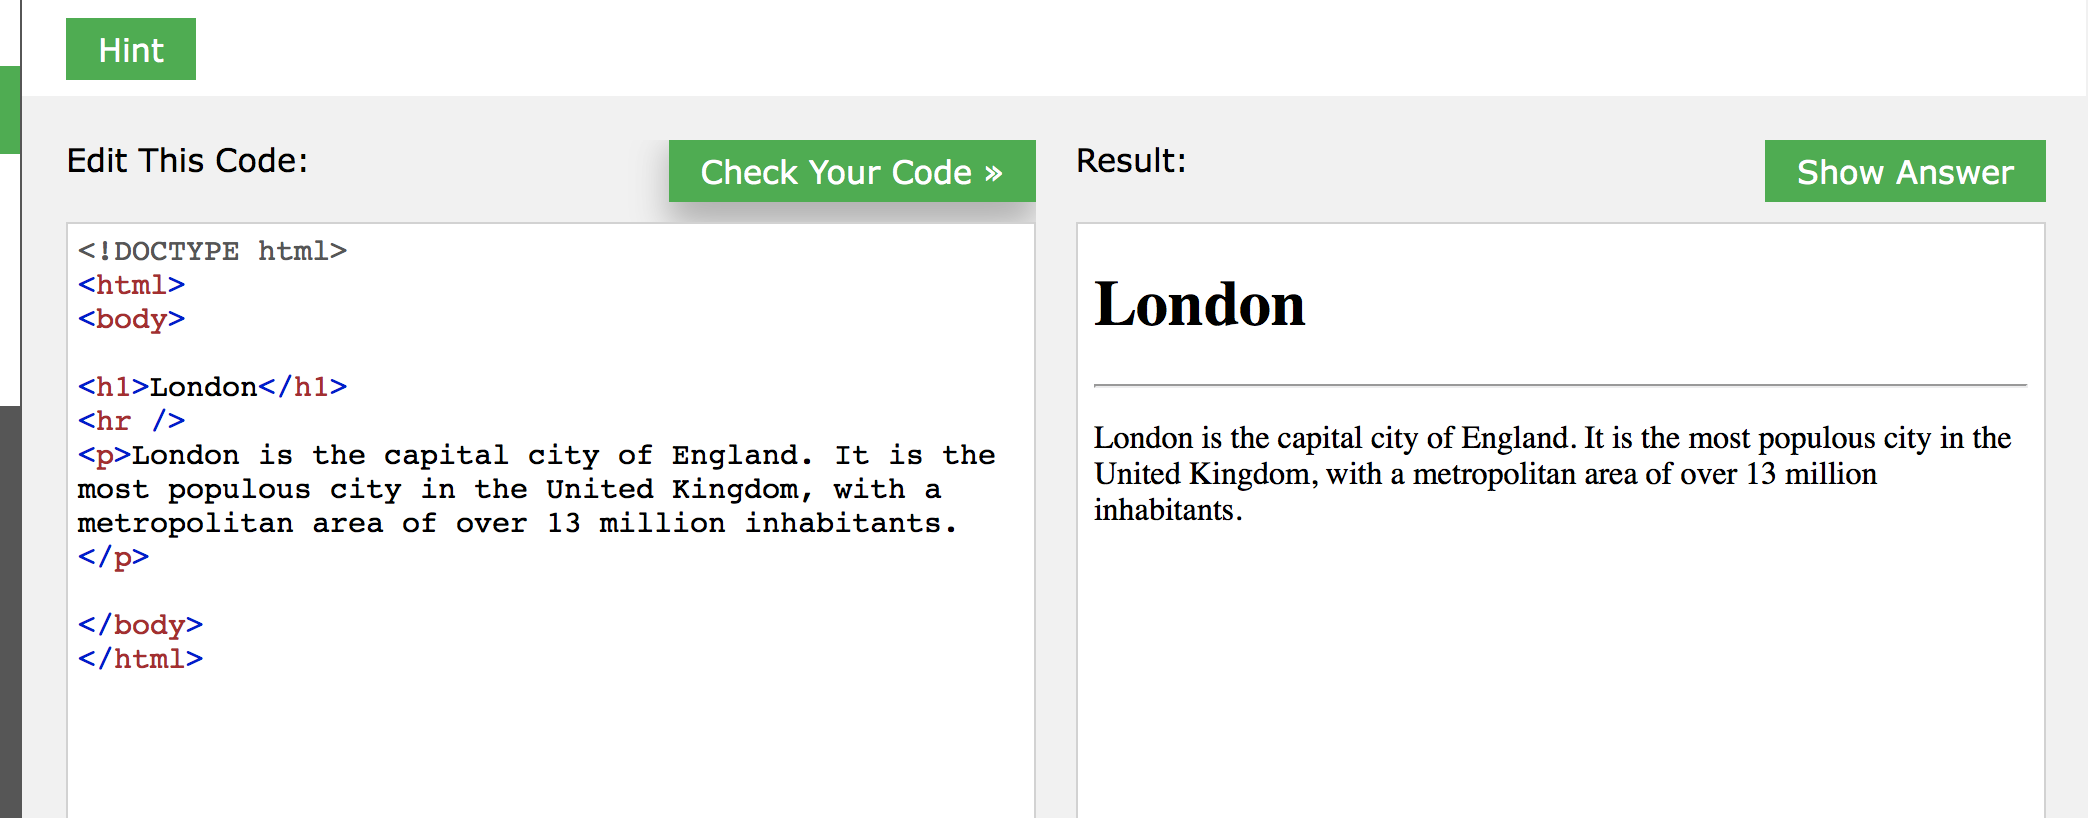 Hint
Edit This Code:
Check Your Code »
<!DOCTYPE html>
<html>
<body>
<h1>London</h1>
<hr />
<p>London is the capital city of England. It is the
most populous city in the United Kingdom, with a
metropolitan area of over 13 million inhabitants.
</p>
</body>
</html>
Result:
Show Answer
London
London is the capital city of England. It is the most populous city in the
United Kingdom, with a metropolitan area of over 13 million
inhabitants.